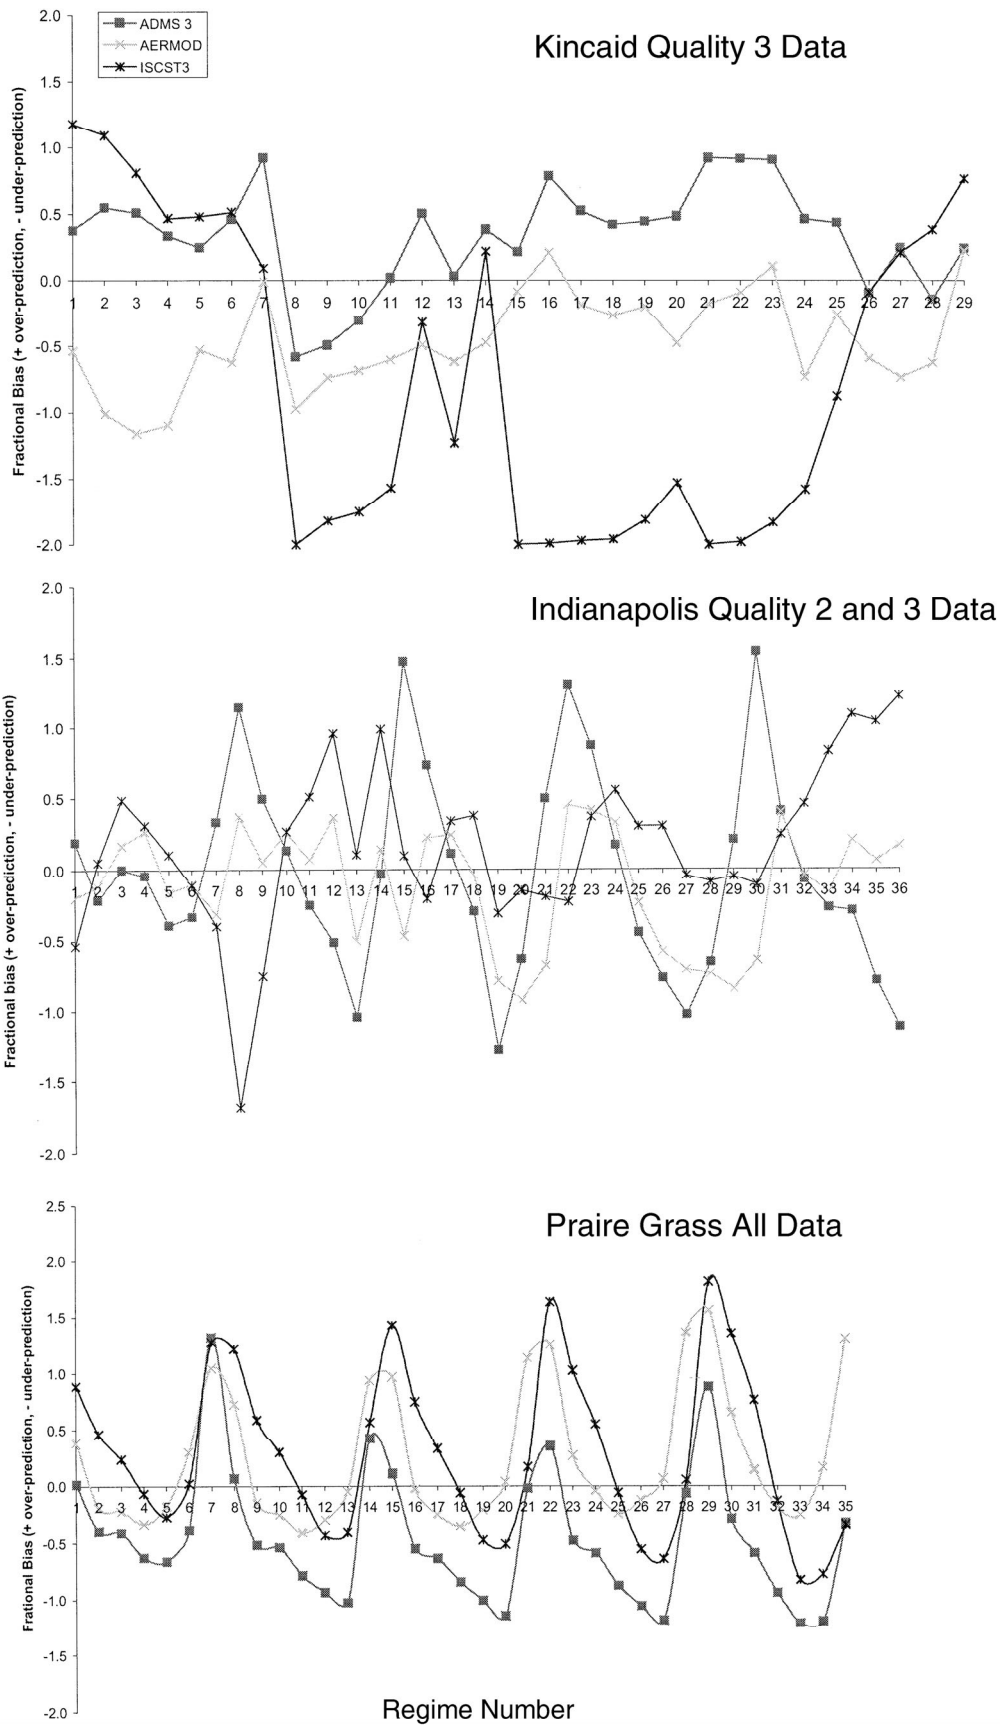 Kincaid Quality 3 Data
ADMS 3
AERMOD
ISCST3
Fractional Bias (+ over-prediction, - under-prediction)
2.0
1.5
1.0
0.5
0.0
-0.5
-1.0
-1.5
-2.0
1 2 3 4 5 6 7 8 9 10 11 12 13 14 15 16 17 18 19 20 21 22 23 24 25 26 27 28 29
Indianapolis Quality 2 and 3 Data
Fractional bias (+ over-prediction, - under-prediction)
2.0
1.5
1.0
0.5
0.0
-0.5
-1.0
-1.5
-2.0
1 2 3 4 5 6 7 8 9 10 11 12 13 14 15 16 17 18 19 20 21 22 23 24 25 26 27 28 29 30 31 32 33 34 35 36
Praire Grass All Data
Frational Bias (+ over-prediction, - under-prediction)
2.5
2.0
1.5
1.0
0.5
0.0
-0.5
-1.0
-1.5
-2.0
1 2 3 4 5 6 7 8 9 10 11 12 13 14 15 16 17 18 19 20 21 22 23 24 25 26 27 28 29 30 31 32 33 34 35
Regime Number